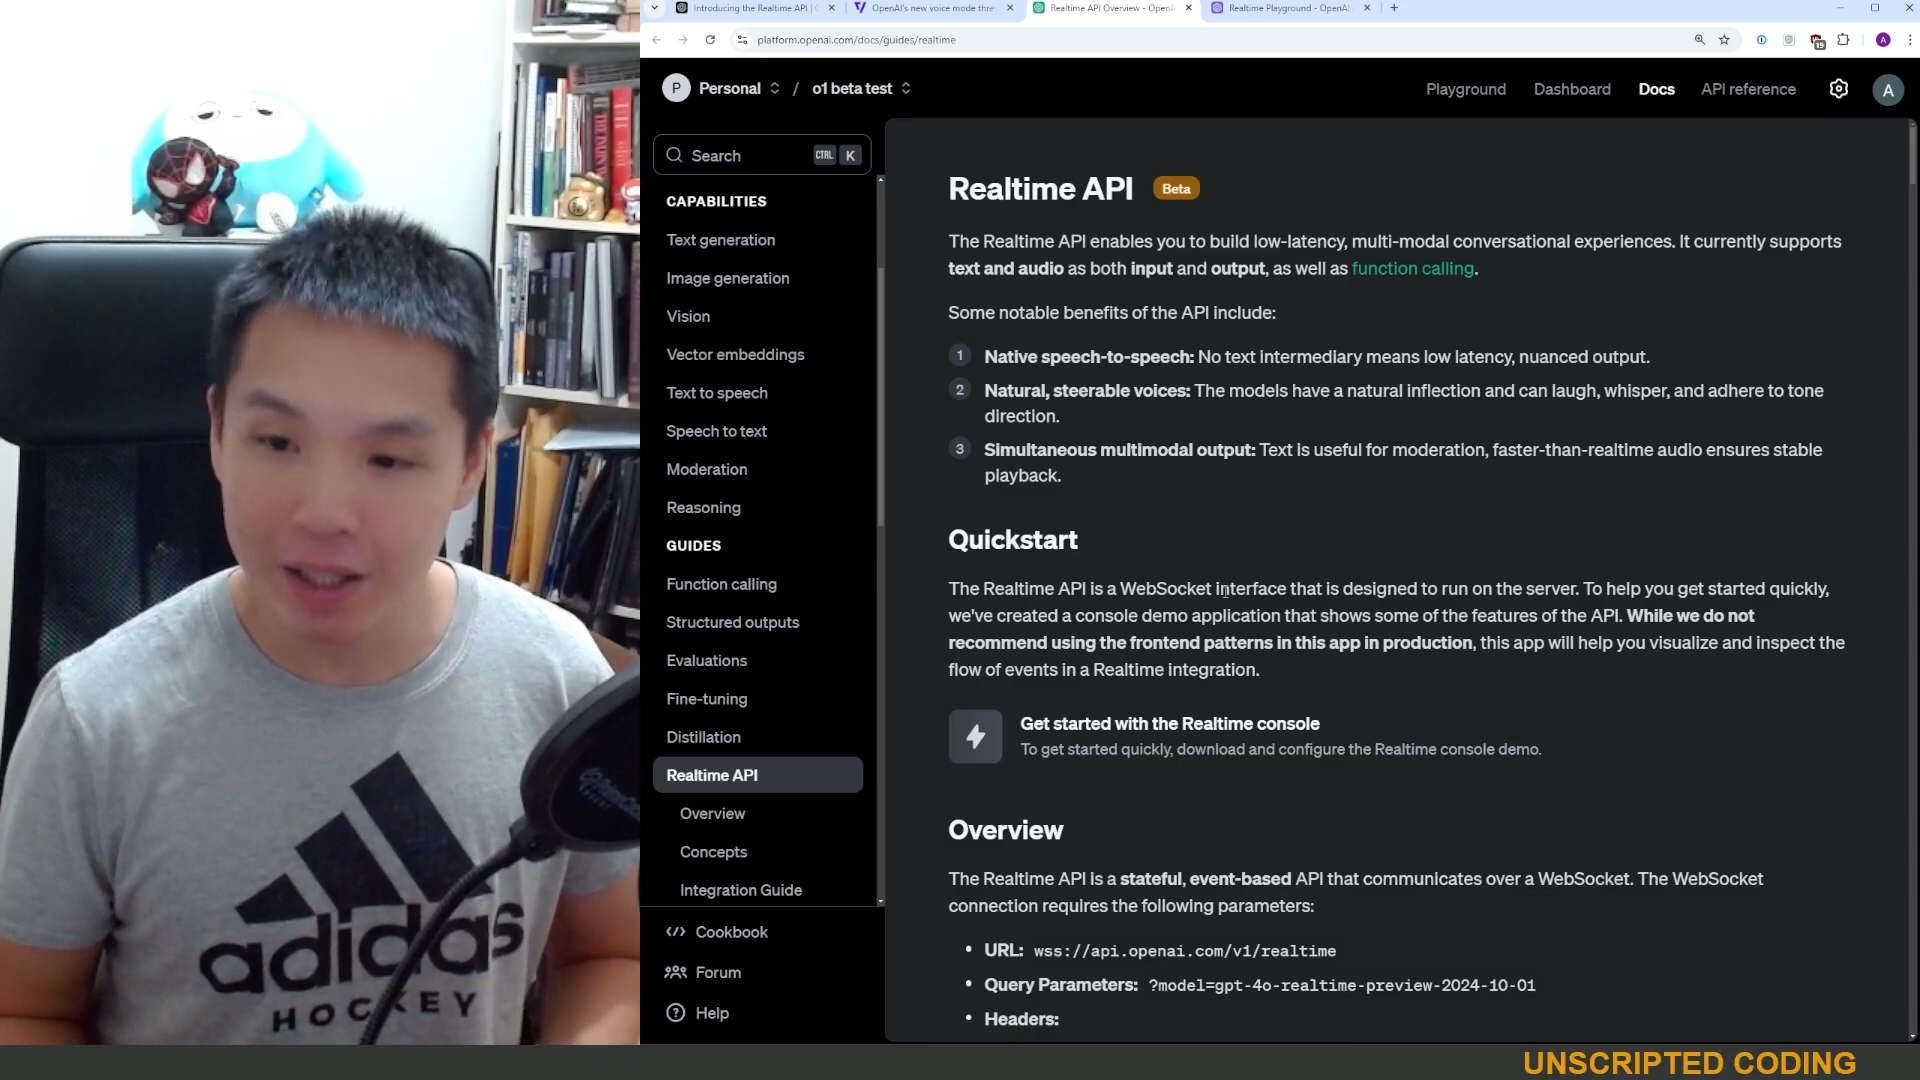 Introducing the Realtime API |
OpenAI's new voice mode thre
Realtime API Overview - OpenA
Realtime Playground - OpenAI
platform.openai.com/docs/guides/realtime
19
A
P Personal / o1 beta test
Playground Dashboard Docs API reference A
Search CTRL K
CAPABILITIES
Text generation
Image generation
Vision
Vector embeddings
Text to speech
Speech to text
Moderation
Reasoning
GUIDES
Function calling
Structured outputs
Evaluations
Fine-tuning
Distillation
Realtime API
Overview
Concepts
Integration Guide
Cookbook
Forum
Help
Realtime API Beta
The Realtime API enables you to build low-latency, multi-modal conversational experiences. It currently supports
text and audio as both input and output, as well as function calling.
Some notable benefits of the API include:
1 Native speech-to-speech: No text intermediary means low latency, nuanced output.
2 Natural, steerable voices: The models have a natural inflection and can laugh, whisper, and adhere to tone
direction.
3 Simultaneous multimodal output: Text is useful for moderation, faster-than-realtime audio ensures stable
playback.
Quickstart
The Realtime API is a WebSocket interface that is designed to run on the server. To help you get started quickly,
we've created a console demo application that shows some of the features of the API. While we do not
recommend using the frontend patterns in this app in production, this app will help you visualize and inspect the
flow of events in a Realtime integration.
Get started with the Realtime console
To get started quickly, download and configure the Realtime console demo.
Overview
The Realtime API is a stateful, event-based API that communicates over a WebSocket. The WebSocket
connection requires the following parameters:
• URL: wss://api.openai.com/v1/realtime
• Query Parameters: ?model=gpt-4o-realtime-preview-2024-10-01
• Headers:
adidas
HOCKEY
UNSCRIPTED CODING